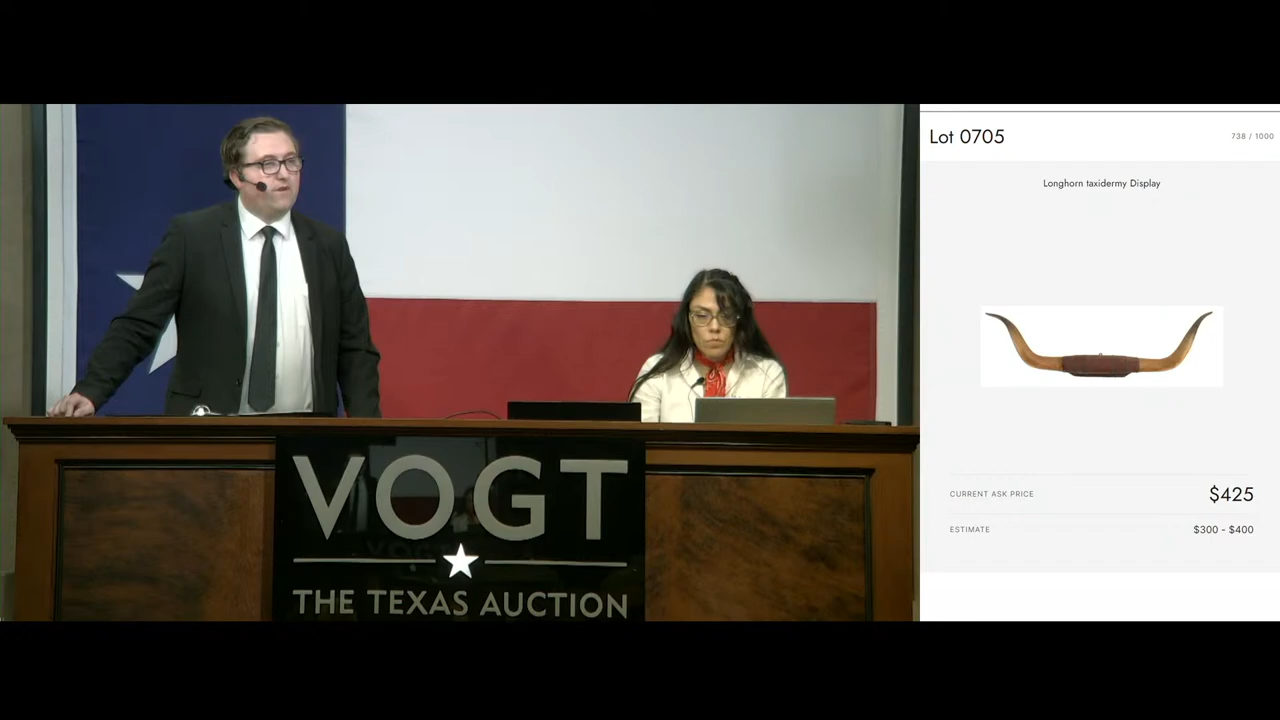 VOGT
THE TEXAS AUCTION
Lot 0705
738 / 1000
Longhorn taxidermy Display
CURRENT ASK PRICE
$425
ESTIMATE
$300 - $400